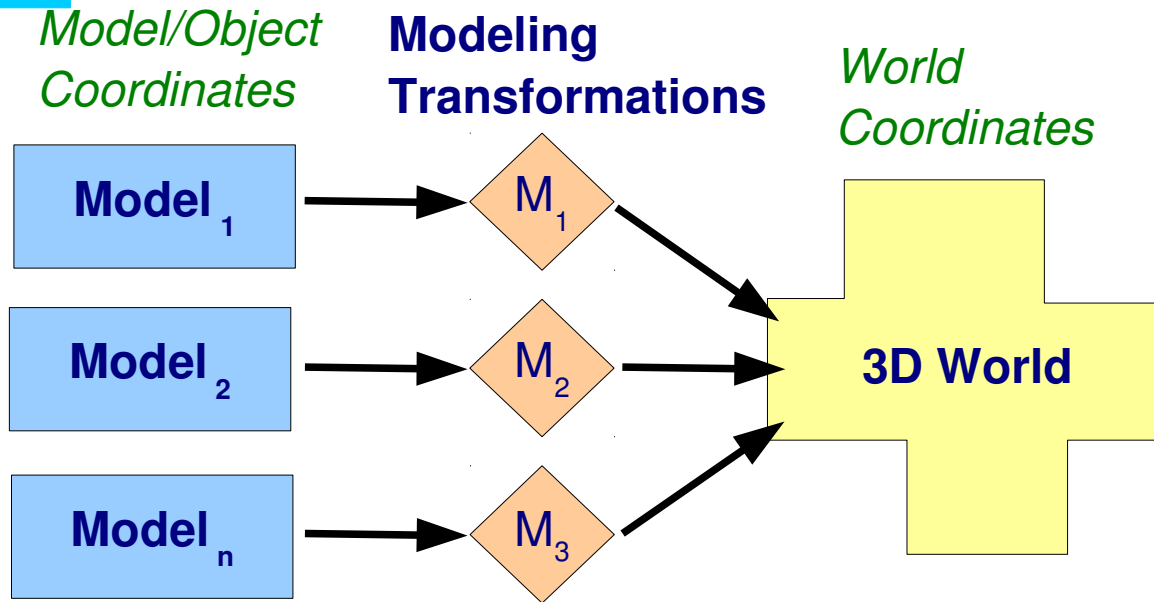 Model/Object
Coordinates
Modeling
Transformations
World
Coordinates
Model 1
M1
Model 2
M2
3D World
Model n
M3